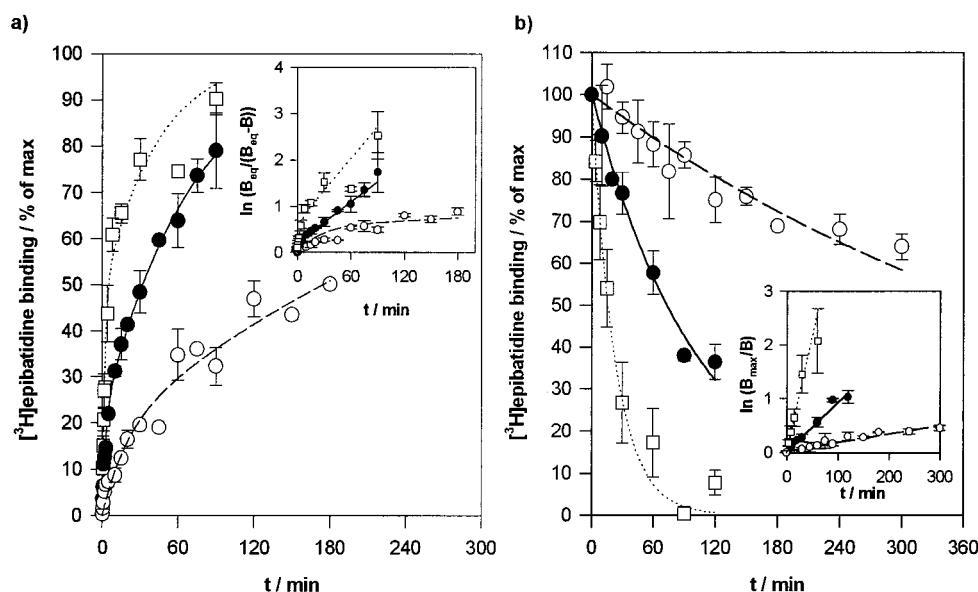 a)
b)
[³H]epibatidine binding / % of max
100
90
80
70
60
50
40
30
20
10
0
0 60 120 180 240 300 360
t / min
ln (Beq/(Beq-B))
4
3
2
1
0
0 60 120 180
t / min
[³H]epibatidine binding / % of max
110
100
90
80
70
60
50
40
30
20
10
0
0 60 120 180 240 300 360
t / min
ln (Bmax/B)
3
2
1
0
0 100 200 300
t / min